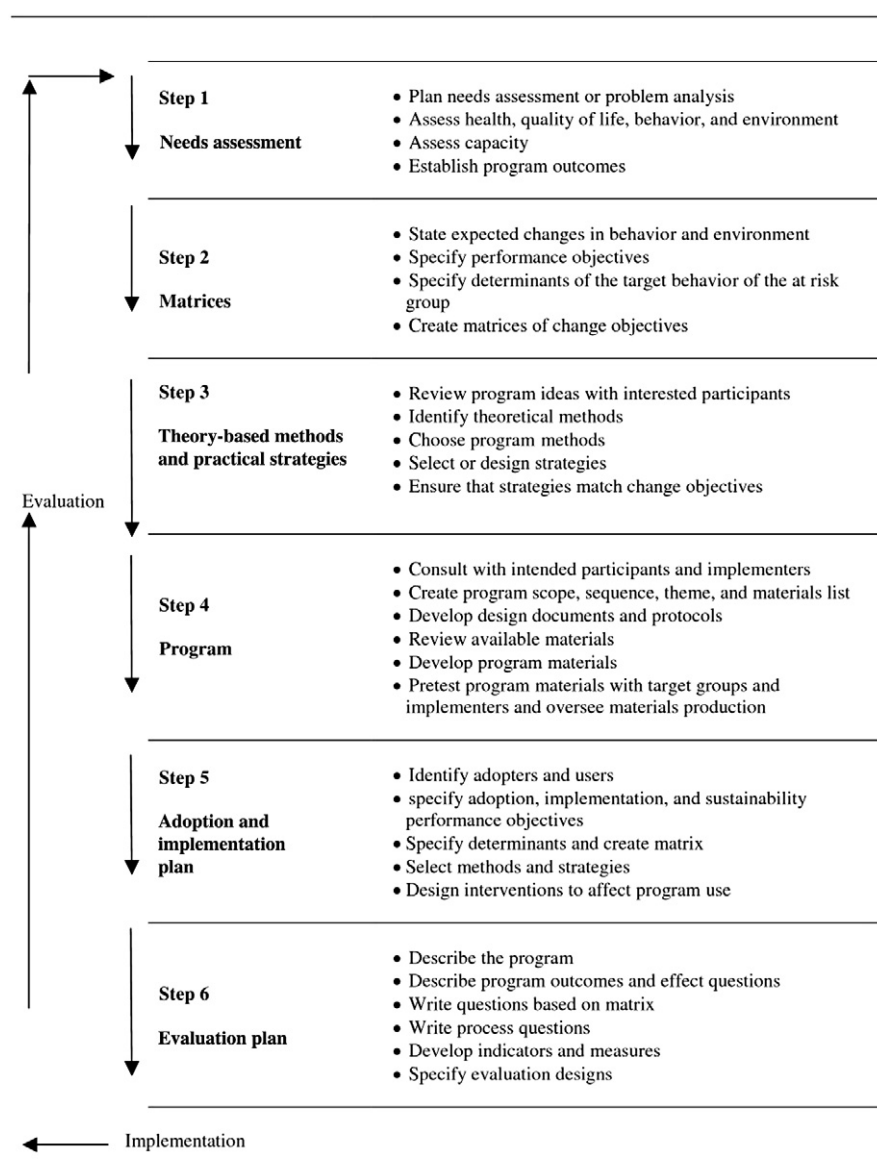 Step 1
Needs assessment
• Plan needs assessment or problem analysis
• Assess health, quality of life, behavior, and environment
• Assess capacity
• Establish program outcomes
Step 2
Matrices
• State expected changes in behavior and environment
• Specify performance objectives
• Specify determinants of the target behavior of the at risk
group
• Create matrices of change objectives
Step 3
Theory-based methods
and practical strategies
• Review program ideas with interested participants
• Identify theoretical methods
• Choose program methods
• Select or design strategies
• Ensure that strategies match change objectives
Evaluation
Step 4
Program
• Consult with intended participants and implementers
• Create program scope, sequence, theme, and materials list
• Develop design documents and protocols
• Review available materials
• Develop program materials
• Pretest program materials with target groups and
implementers and oversee materials production
Step 5
Adoption and
implementation
plan
• Identify adopters and users
• specify adoption, implementation, and sustainability
performance objectives
• Specify determinants and create matrix
• Select methods and strategies
• Design interventions to affect program use
Step 6
Evaluation plan
• Describe the program
• Describe program outcomes and effect questions
• Write questions based on matrix
• Write process questions
• Develop indicators and measures
• Specify evaluation designs
Implementation